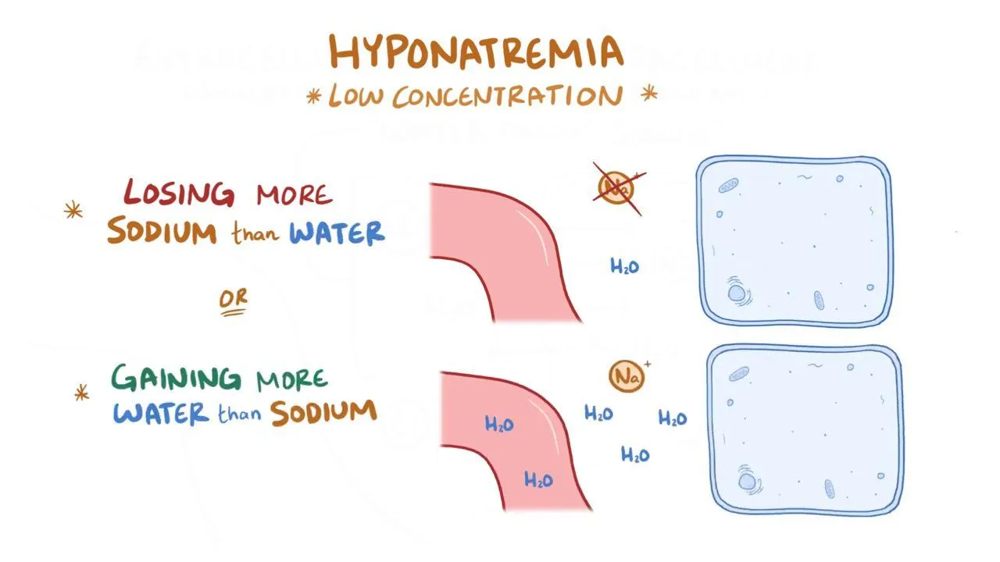 HYPONATREMIA
* LOW CONCENTRATION *
* LOSING MORE
SODIUM than WATER
OR
* GAINING MORE
WATER than SODIUM
Na+
H₂O
Na+
H₂O
H₂O
H₂O
H₂O
H₂O